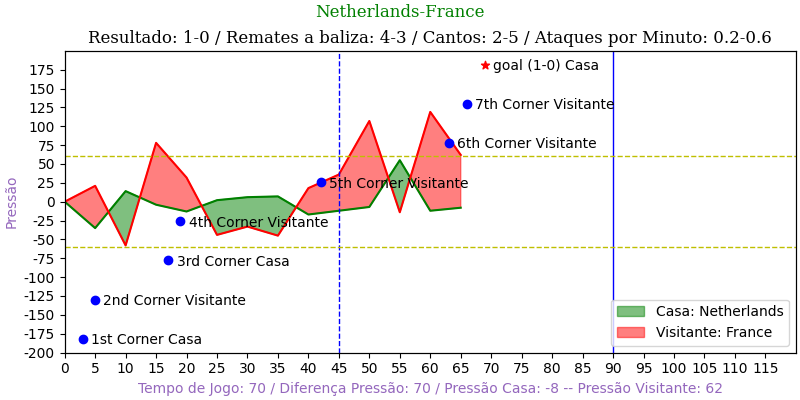 Netherlands-France
Resultado: 1-0 / Remates a baliza: 4-3 / Cantos: 2-5 / Ataques por Minuto: 0.2-0.6
Pressão
175
150
125
100
75
50
25
0
-25
-50
-75
-100
-125
-150
-175
-200
goal (1-0) Casa
7th Corner Visitante
6th Corner Visitante
5th Corner Visitante
4th Corner Visitante
3rd Corner Casa
2nd Corner Visitante
1st Corner Casa
Casa: Netherlands
Visitante: France
0 5 10 15 20 25 30 35 40 45 50 55 60 65 70 75 80 85 90 95 100 105 110 115
Tempo de Jogo: 70 / Diferença Pressão: 70 / Pressão Casa: -8 -- Pressão Visitante: 62